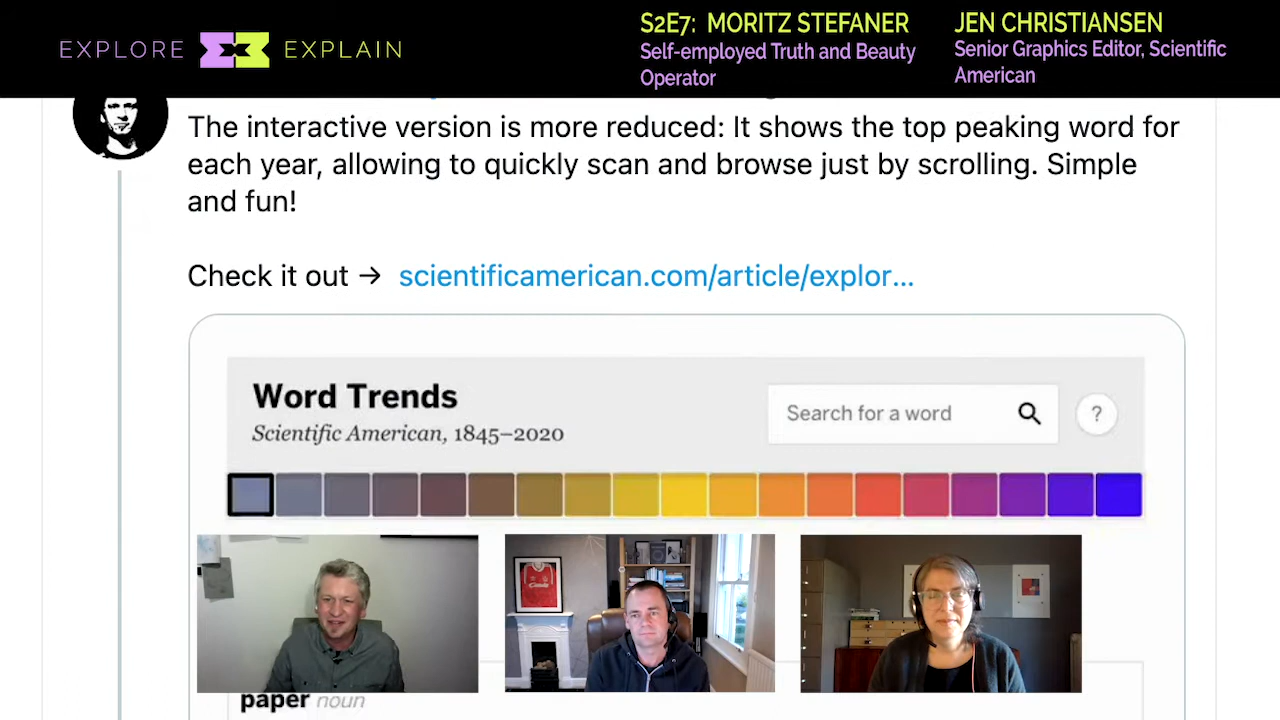 EXPLORE EXPLAIN
S2E7: MORITZ STEFANER
Self-employed Truth and Beauty
Operator
JEN CHRISTIANSEN
Senior Graphics Editor, Scientific
American
The interactive version is more reduced: It shows the top peaking word for
each year, allowing to quickly scan and browse just by scrolling. Simple
and fun!
Check it out → scientificamerican.com/article/explor...
Word Trends
Scientific American, 1845–2020
Search for a word
?
paper noun